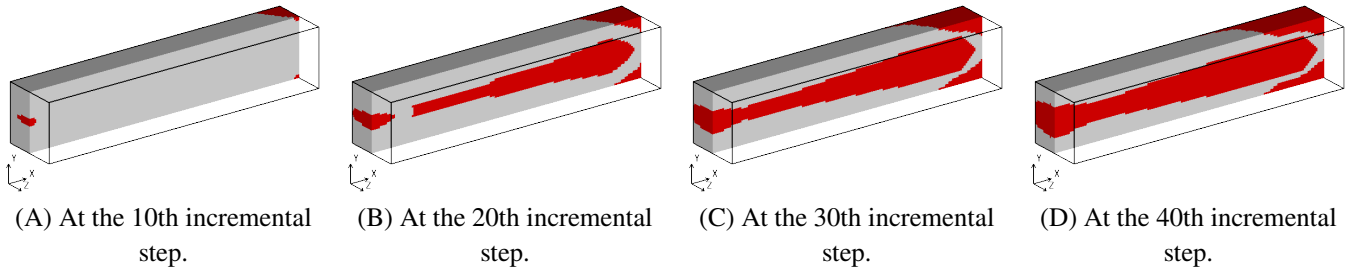 Y
X
Z
Y
X
Z
Y
X
Z
Y
X
Z
(A) At the 10th incremental
step.
(B) At the 20th incremental
step.
(C) At the 30th incremental
step.
(D) At the 40th incremental
step.